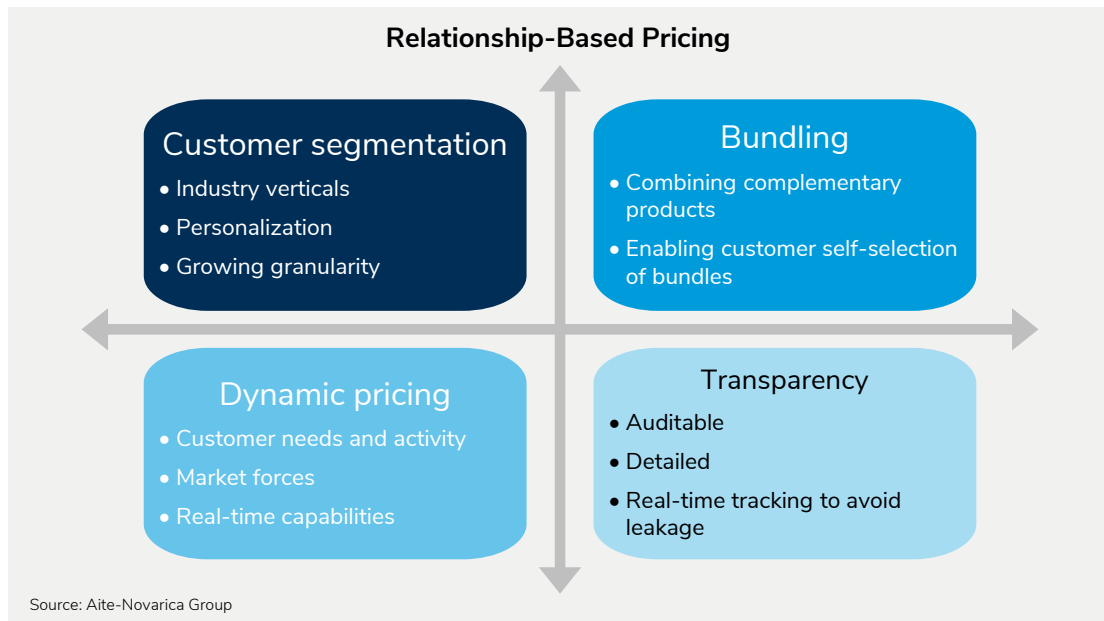 Relationship-Based Pricing
Customer segmentation
• Industry verticals
• Personalization
• Growing granularity
Bundling
• Combining complementary
products
• Enabling customer self-selection
of bundles
Dynamic pricing
• Customer needs and activity
• Market forces
• Real-time capabilities
Transparency
• Auditable
• Detailed
• Real-time tracking to avoid
leakage
Source: Aite-Novarica Group